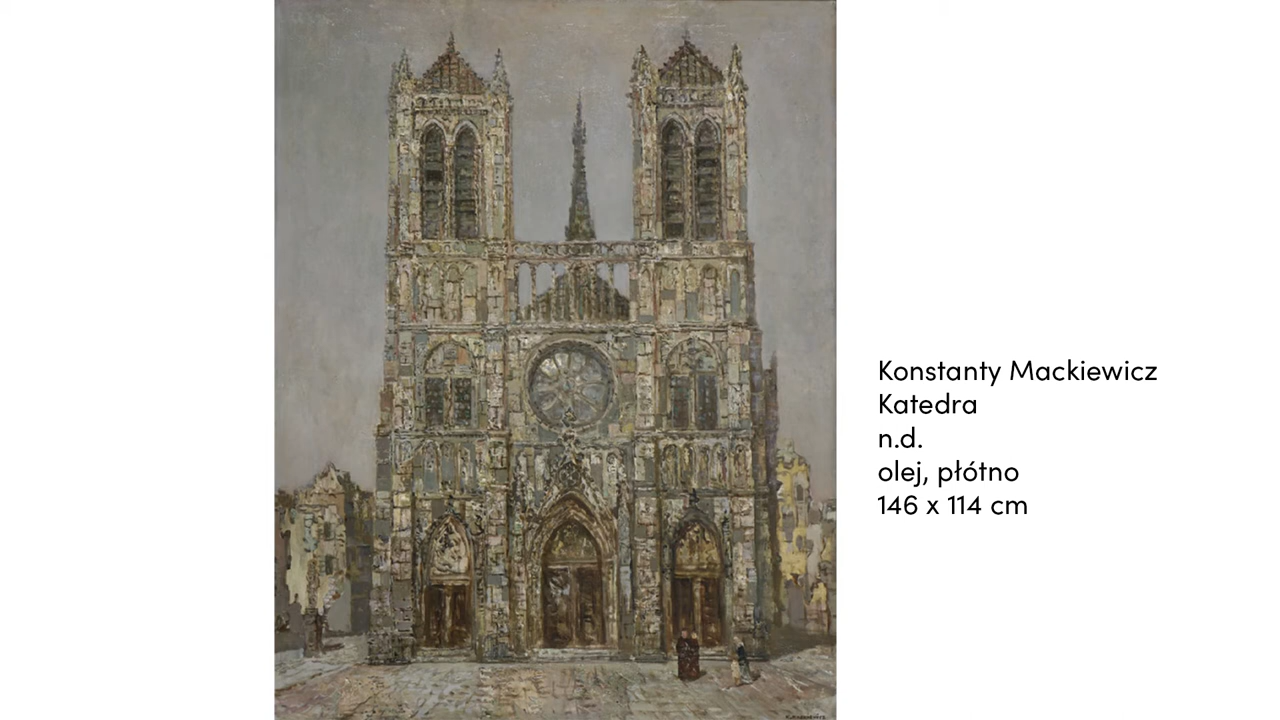 Konstanty Mackiewicz
Katedra
n.d.
olej, płótno
146 x 114 cm